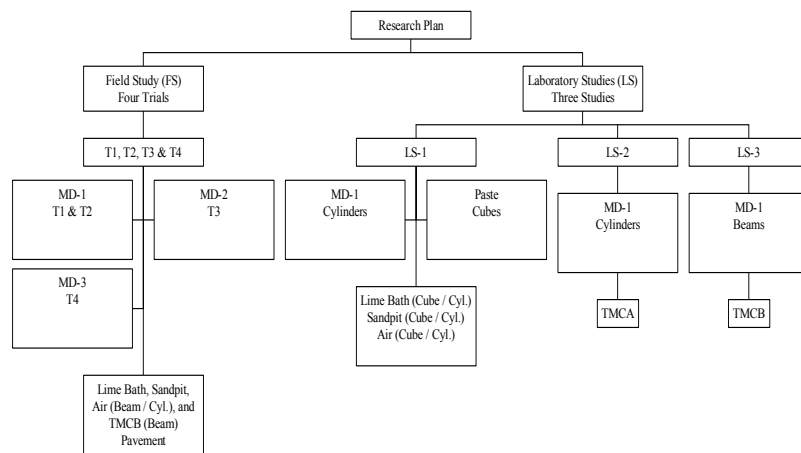 Research Plan
Field Study (FS)
Four Trials
Laboratory Studies (LS)
Three Studies
T1, T2, T3 & T4
LS-1
LS-2
LS-3
MD-1
T1 & T2
MD-2
T3
MD-1
Cylinders
Paste
Cubes
MD-1
Cylinders
MD-1
Beams
MD-3
T4
Lime Bath (Cube / Cyl.)
Sandpit (Cube / Cyl.)
Air (Cube / Cyl.)
TMCA
TMCB
Lime Bath, Sandpit,
Air (Beam / Cyl.), and
TMCB (Beam)
Pavement